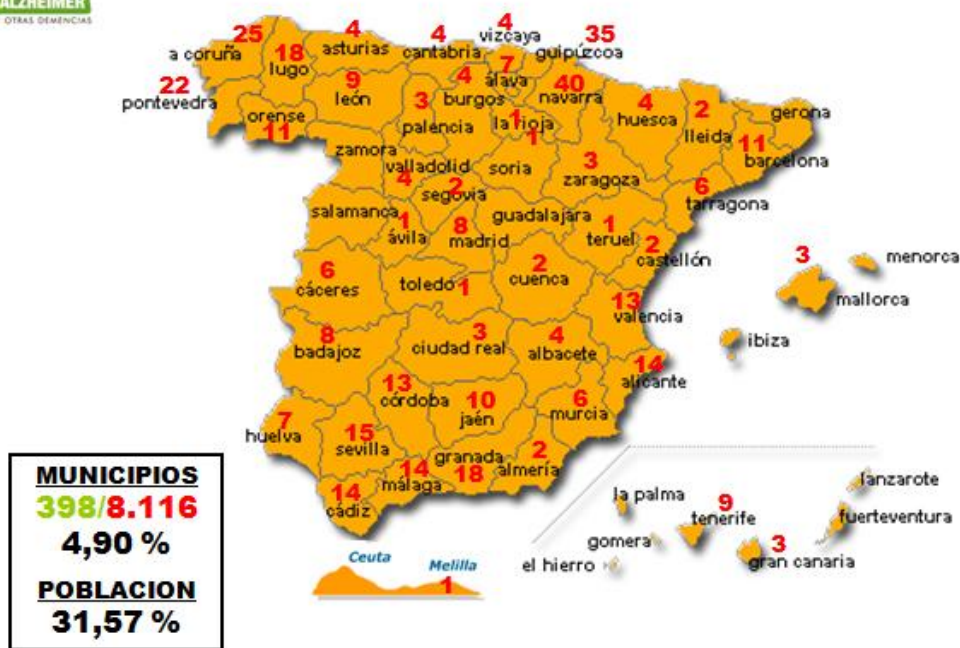 ALZHEIMER
OTRAS DEMENCIAS
25
a coruña
18
lugo
4
asturias
4
cantabria
4
vizcaya
35
guipúzcoa
22
pontevedra
11
orense
9
león
3
palencia
4
burgos
7
álava
40
navarra
1
la rioja
4
huesca
2
lleida
gerona
11
barcelona
zamora
valladolid
4
1
soria
3
zaragoza
6
tarragona
salamanca
1
ávila
2
segovia
8
madrid
guadalajara
1
teruel
2
castellón
3
menorca
mallorca
ibiza
6
cáceres
toledo 1
2
cuenca
13
valencia
8
badajoz
3
ciudad real
4
albacete
14
alicante
13
córdoba
10
jaén
6
murcia
7
huelva
15
sevilla
14
málaga
granada
18
2
almería
14
cádiz
MUNICIPIOS
398/8.116
4,90 %
POBLACION
31,57 %
Ceuta
Melilla
1
la palma
gomera
el hierro
9
tenerife
3
gran canaria
lanzarote
fuerteventura